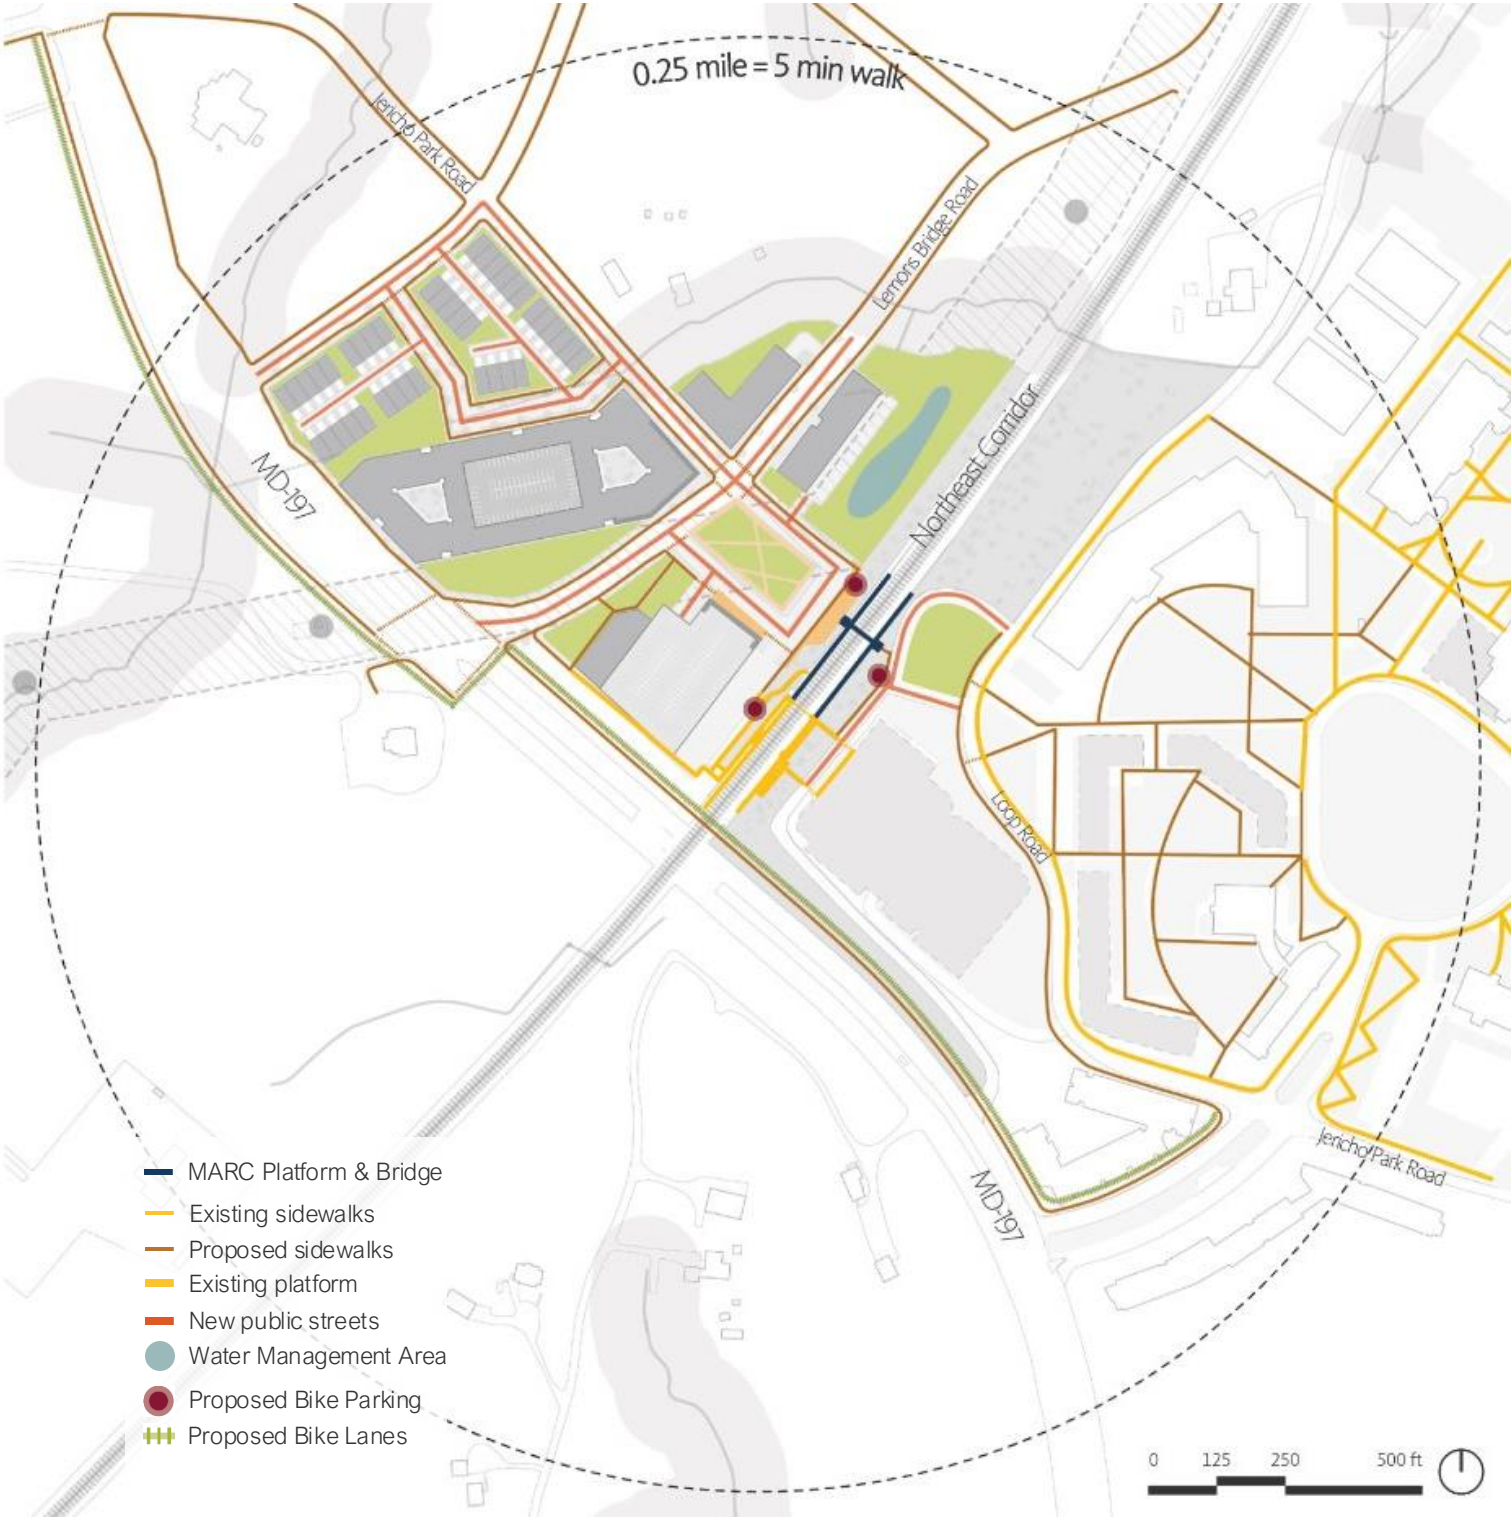 0.25 mile = 5 min walk
Jericho Park Road
Lemons Bridge Road
Northeast Corridor
MD-197
Loop Road
Jericho Park Road
MD-197
MARC Platform & Bridge
Existing sidewalks
Proposed sidewalks
Existing platform
New public streets
Water Management Area
Proposed Bike Parking
Proposed Bike Lanes
0 125 250 500 ft